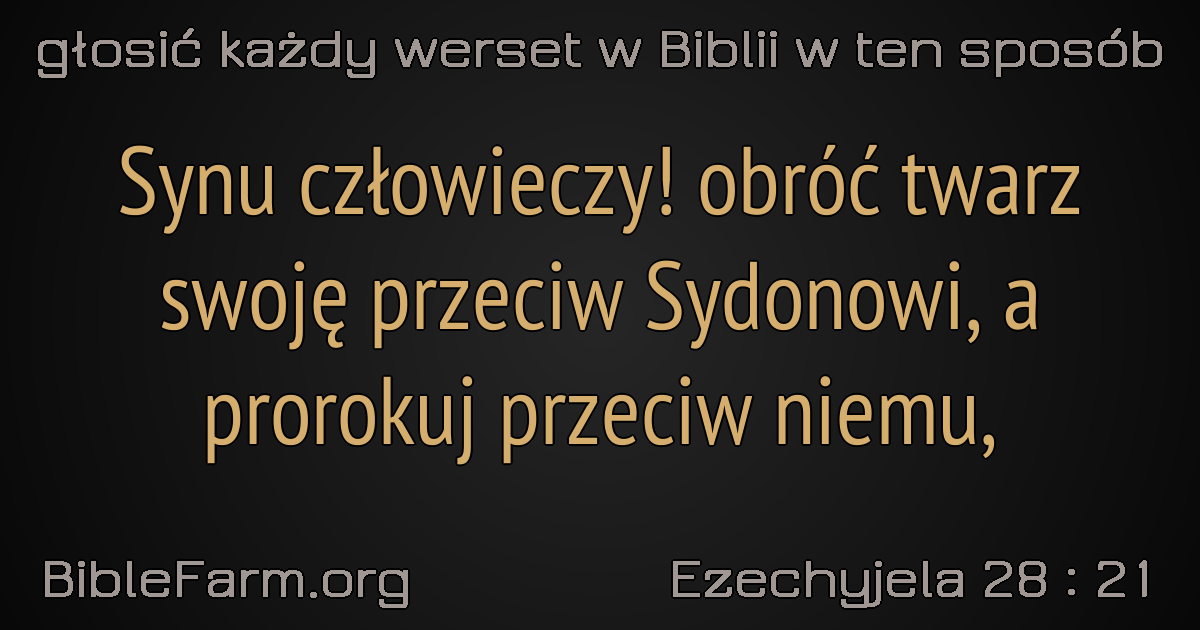 głosić każdy werset w Biblii w ten sposób
Synu człowieczy! obróć twarz
swoję przeciw Sydonowi, a
prorokuj przeciw niemu,
BibleFarm.org
Ezechyjela 28 : 21